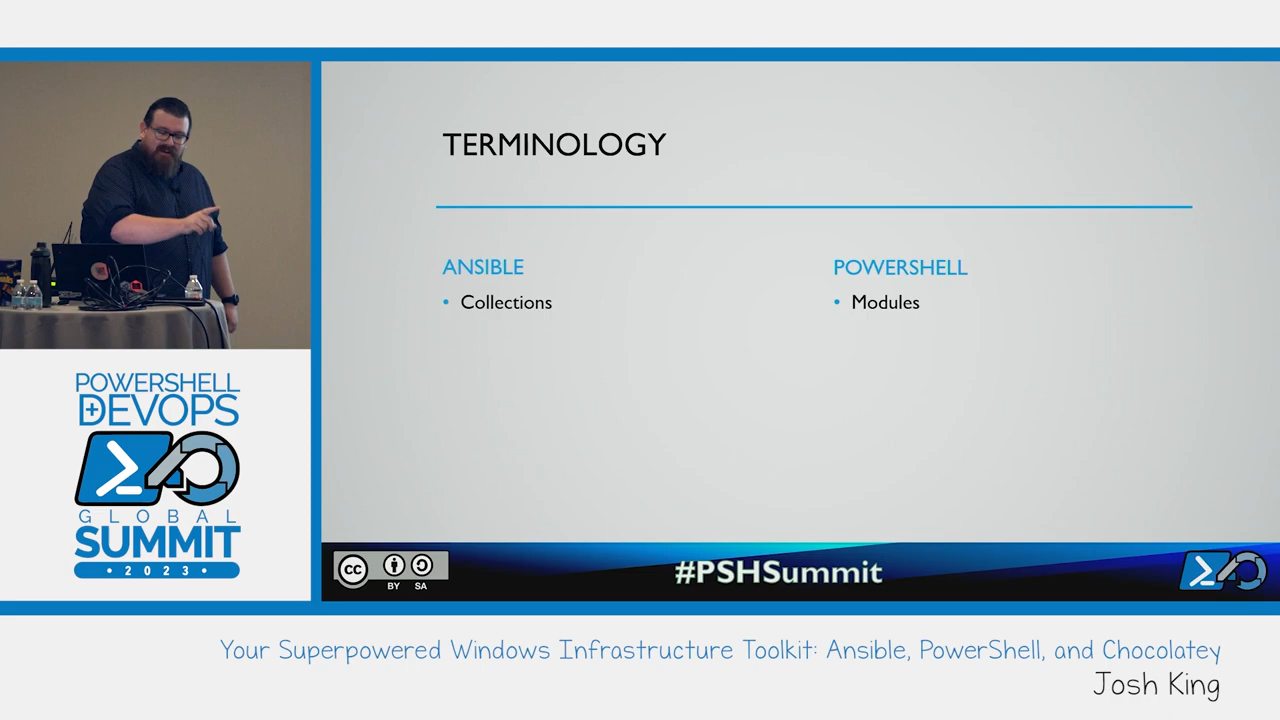 TERMINOLOGY
ANSIBLE
• Collections
POWERSHELL
• Modules
POWERSHELL
+DEVOPS
GLOBAL
SUMMIT
• 2023 •
cc
BY SA
#PSHSummit
Your Superpowered Windows Infrastructure Toolkit: Ansible, PowerShell, and Chocolatey
Josh King